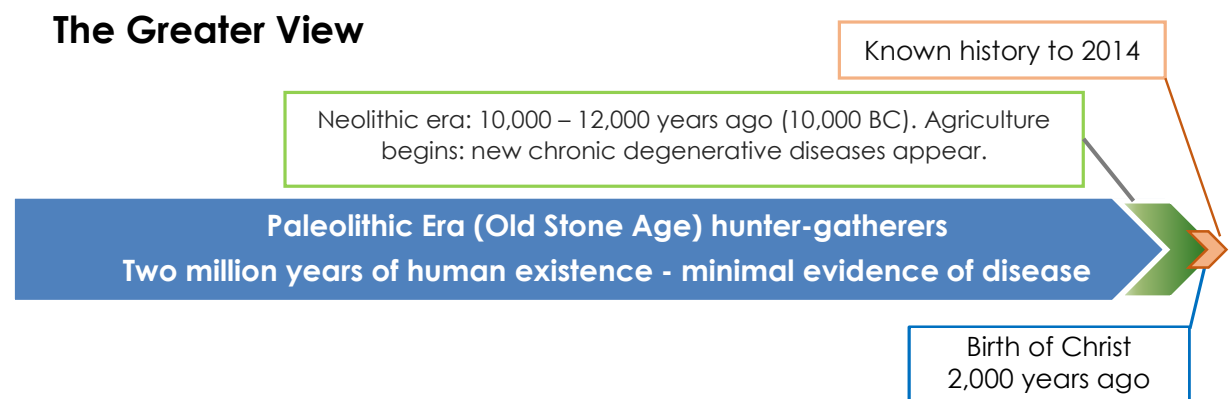 The Greater View
Known history to 2014
Neolithic era: 10,000 – 12,000 years ago (10,000 BC). Agriculture
begins: new chronic degenerative diseases appear.
Paleolithic Era (Old Stone Age) hunter-gatherers
Two million years of human existence - minimal evidence of disease
Birth of Christ
2,000 years ago